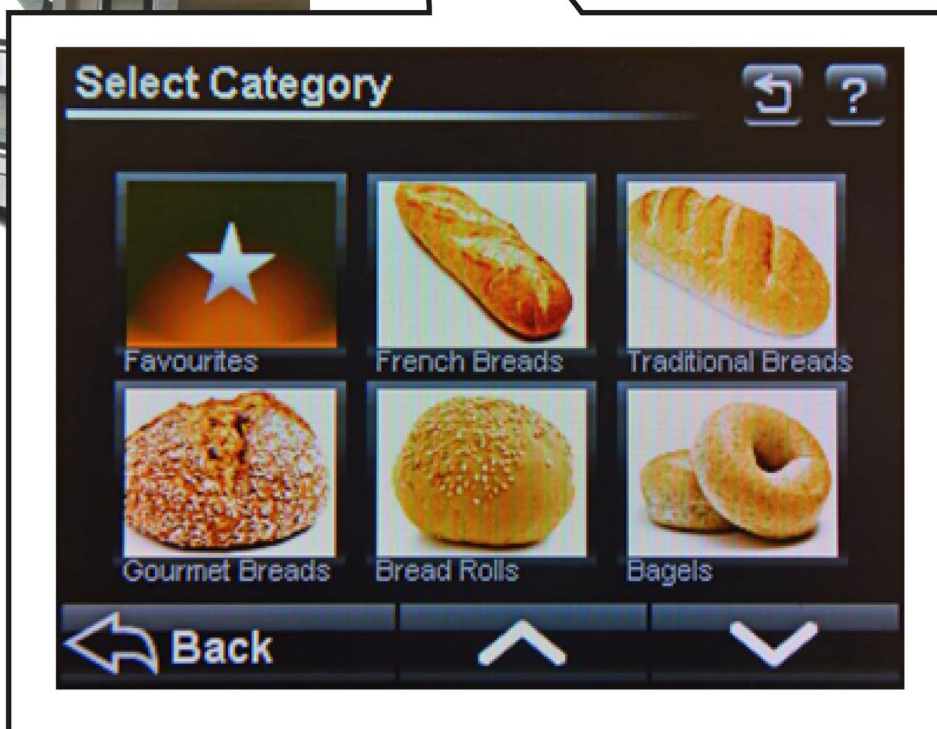 Select Category
?
Favourites
French Breads
Traditional Breads
Gourmet Breads
Bread Rolls
Bagels
Back